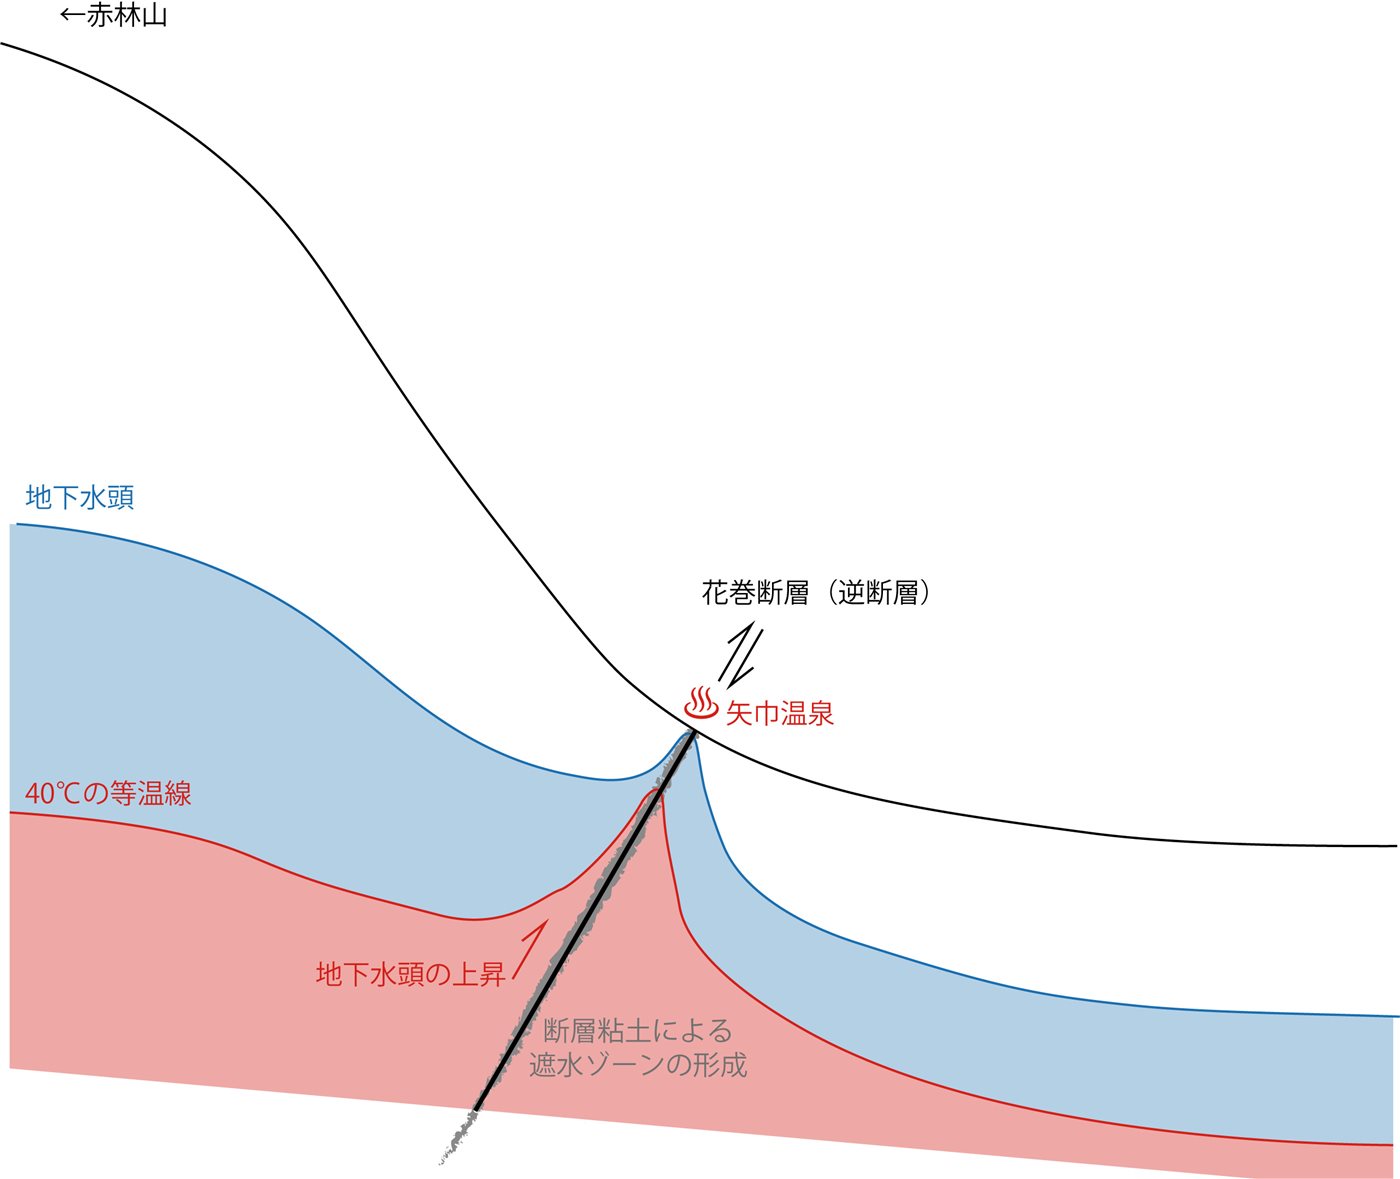 ←赤林山
地下水頭
花巻断層（逆断層）
矢巾温泉
40℃の等温線
地下水頭の上昇
断層粘土による
遮水ゾーンの形成